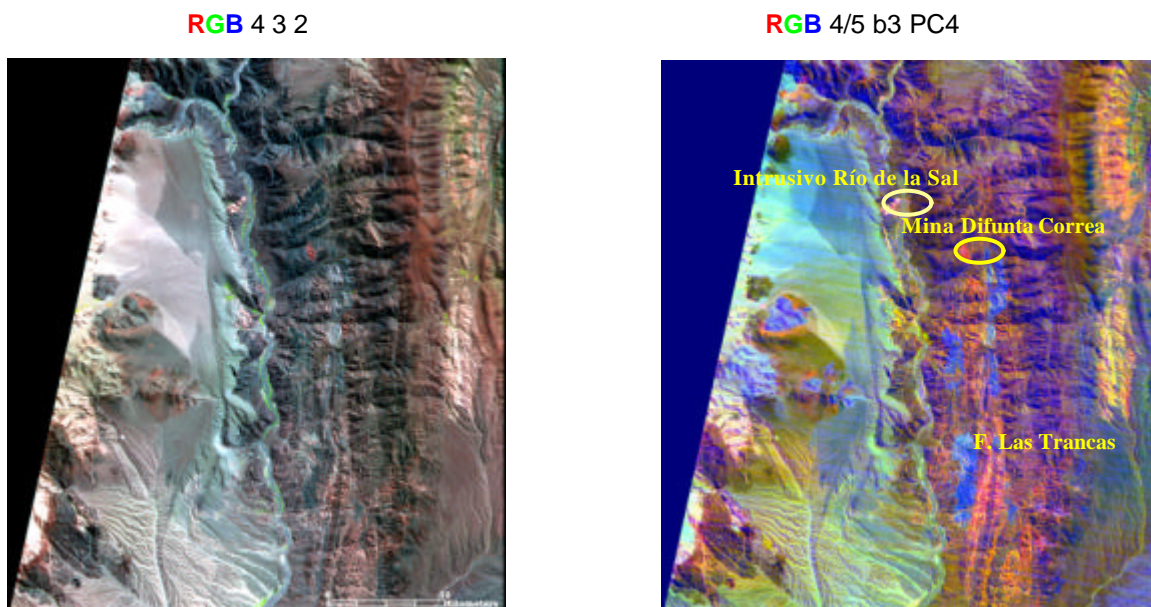 RGB 4 3 2
RGB 4/5 b3 PC4
Intrusivo Río de la Sal
Mina Difunta Correa
F. Las Trancas
Kilometers